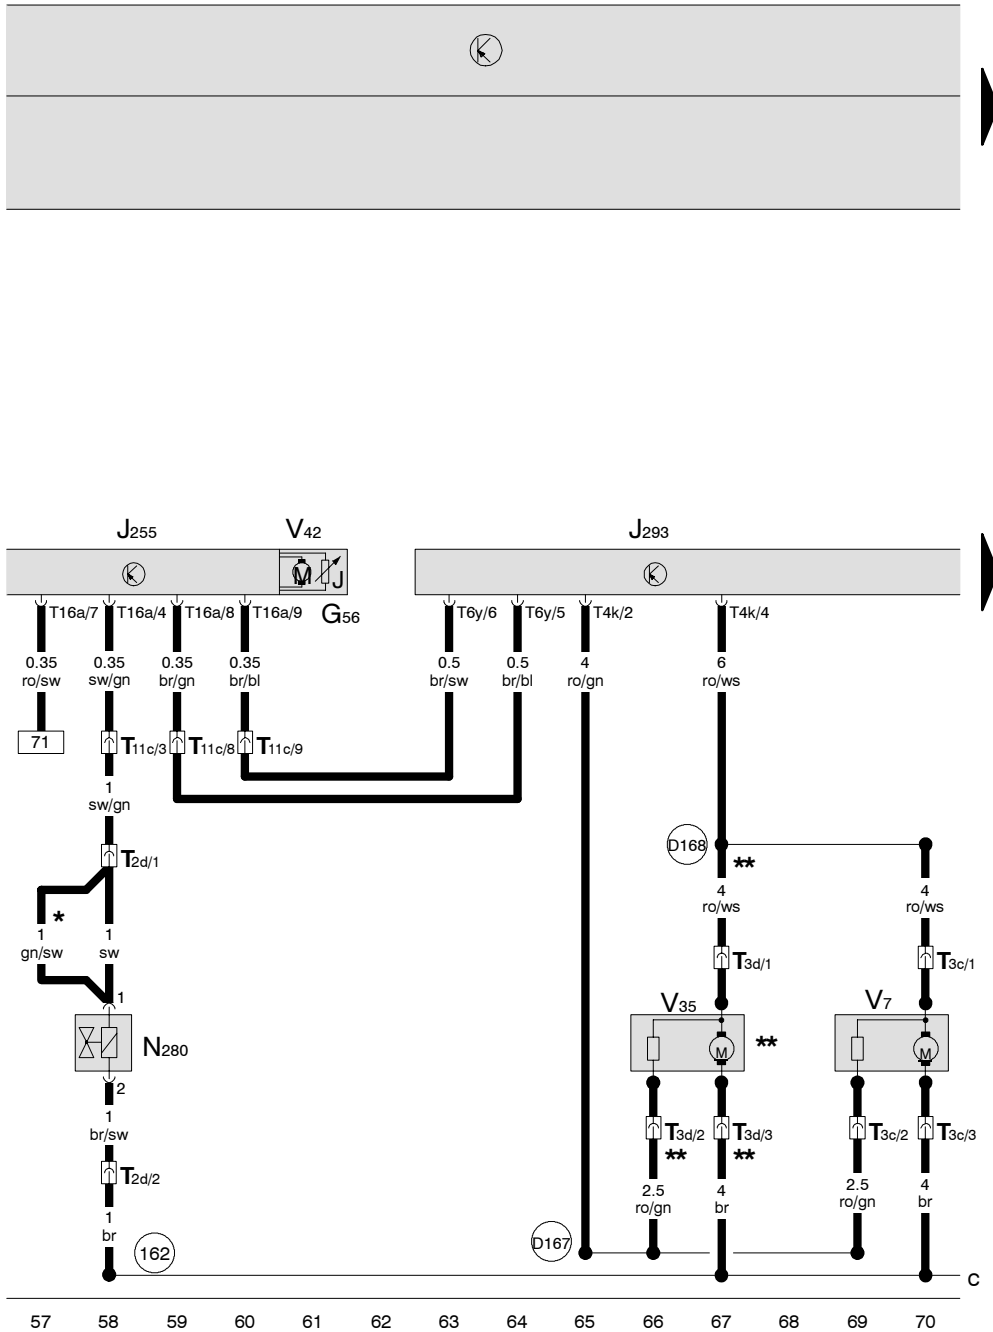 J255 V42 J293
M J
T16a/7 T16a/4 T16a/8 T16a/9 G56 T6y/6 T6y/5 T4k/2 T4k/4
0.35 0.35 0.35 0.35 0.5 0.5 4 6
ro/sw sw/gn br/gn br/bl br/sw br/bl ro/gn ro/ws
71 T11c/3 T11c/8 T11c/9
1
sw/gn
D168 **
T2d/1
4 4
ro/ws ro/ws
*
1 1
gn/sw sw
T3d/1 T3c/1
1 V35 V7
N280 M ** M
2
1
br/sw
T3d/2 T3d/3 T3c/2 T3c/3
** **
T2d/2
2.5 4 2.5 4
ro/gn br ro/gn br
1
br
162 D167
C
57 58 59 60 61 62 63 64 65 66 67 68 69 70